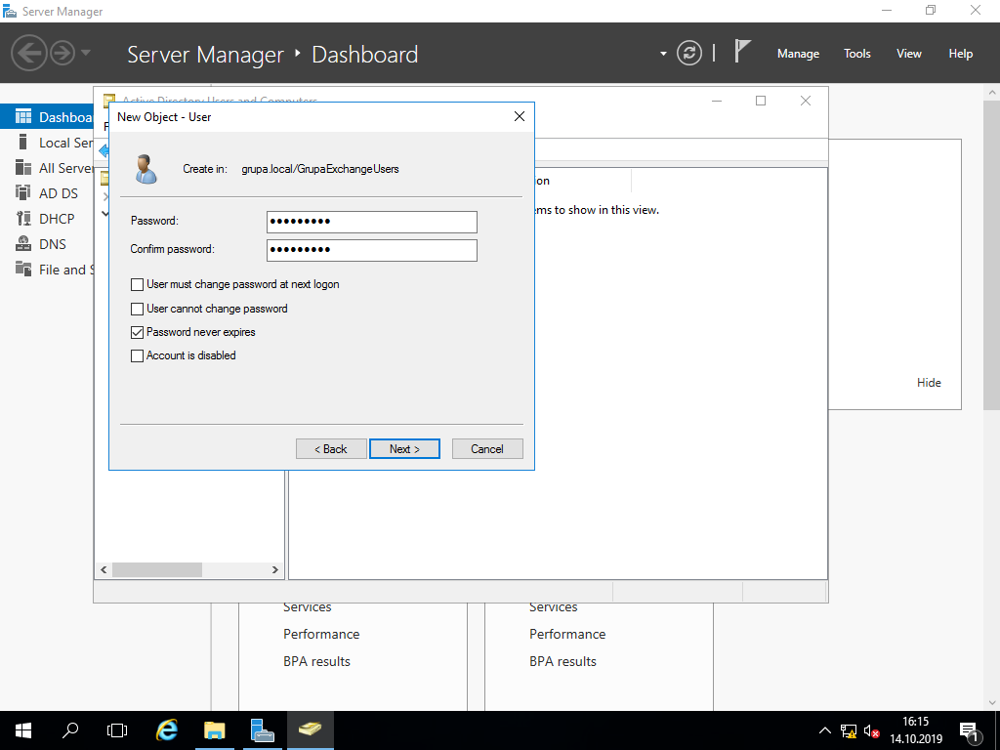 Server Manager
Server Manager • Dashboard
Manage
Tools
View
Help
Dashboa
Local Ser
All Server
AD DS
DHCP
DNS
File and S
Active Directory Users and Computers
F
New Object - User
Create in: grupa.local/GrupaExchangeUsers
Password: •••••••••
Confirm password: •••••••••
User must change password at next logon
User cannot change password
Password never expires
Account is disabled
< Back
Next >
Cancel
ion
ems to show in this view.
Hide
Services
Performance
BPA results
Services
Performance
BPA results
16:15
14.10.2019
1